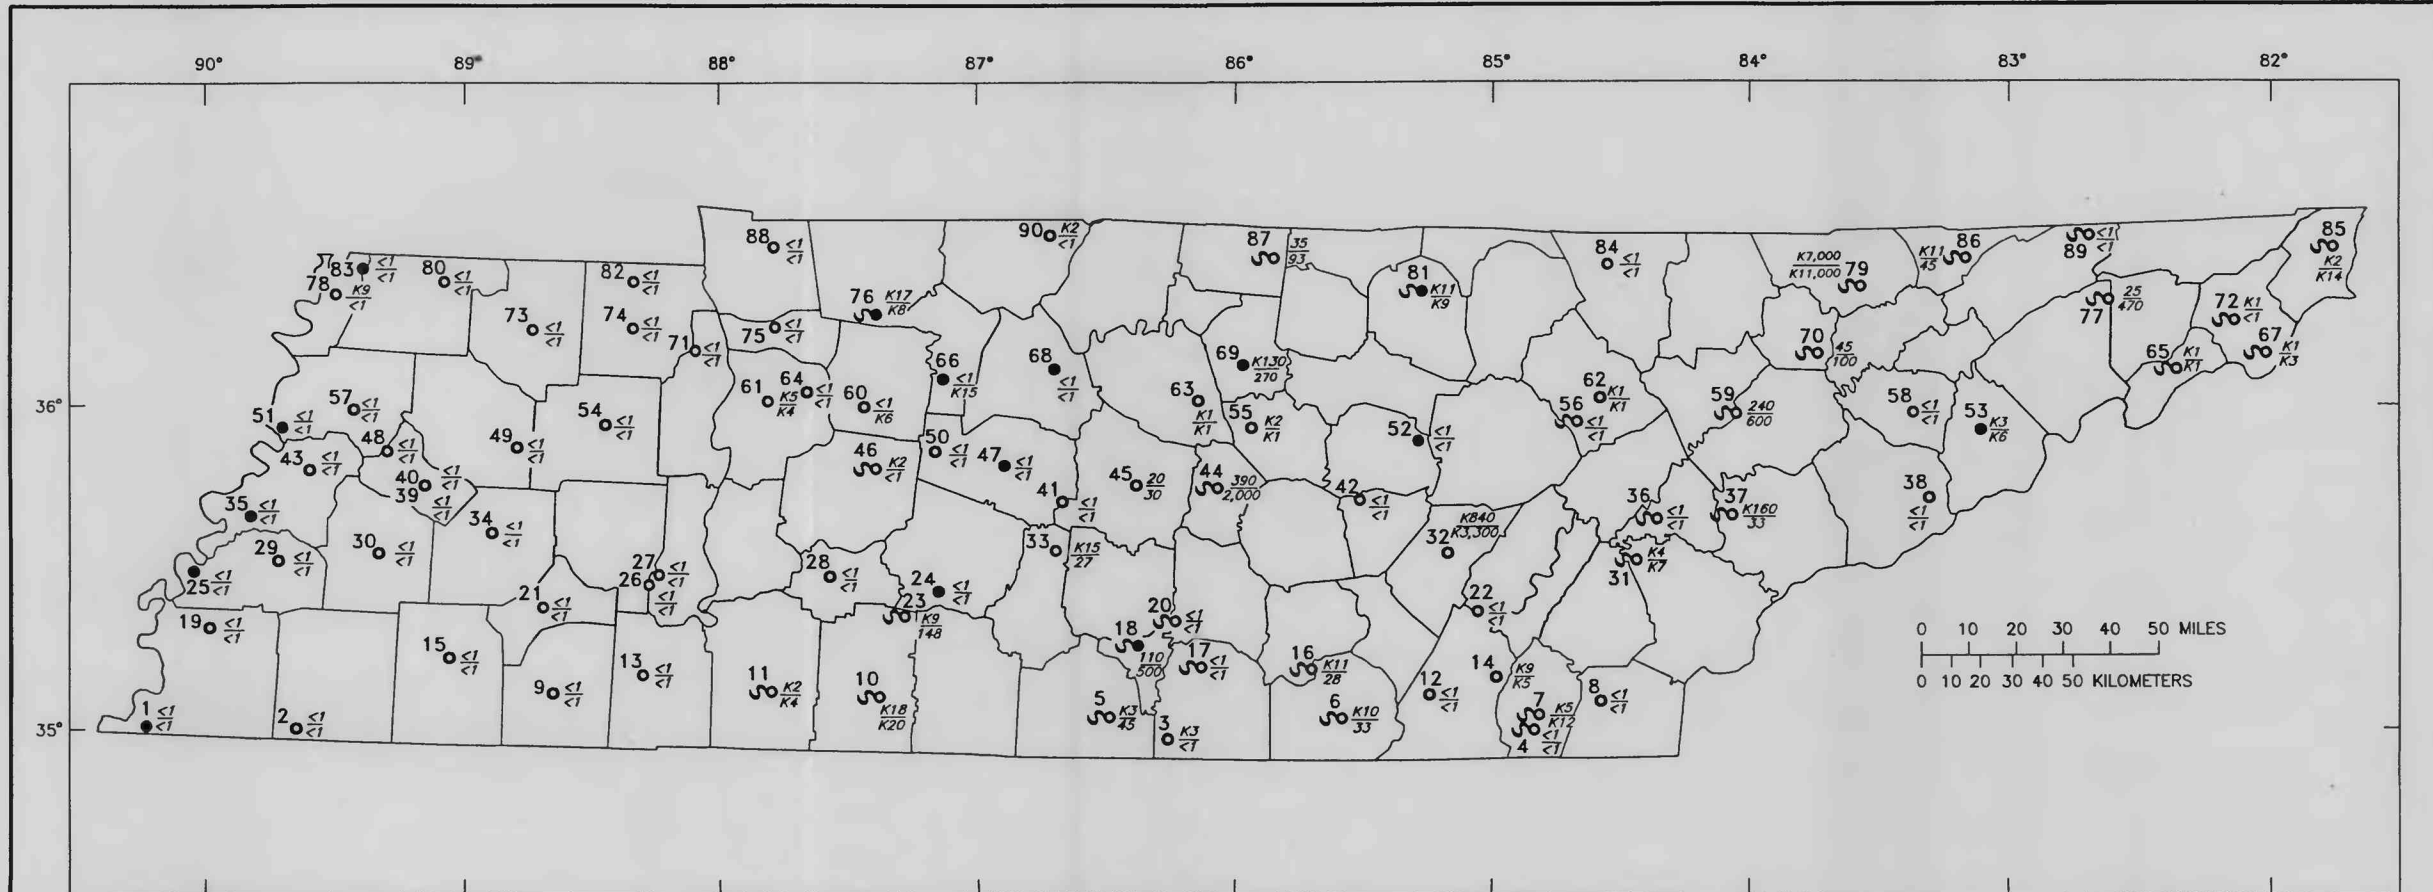 90° 89° 88° 87° 86° 85° 84° 83° 82°
36°
35°
83 <1 <1
78 K9 <1
80 <1 <1
82 <1 <1
88 <1 <1
90 K2 <1
87 35 93
81 K11 K9
84 <1 <1
79 K7,000 K11,000
86 K11 45
89 <1 <1
85 K2 K14
73 <1 <1
74 <1 <1
71 <1 <1
75 <1 <1
76 K17 K8
77 25 470
72 K1 <1
67 K1 K3
65 K1 K1
70 45 100
69 K130 270
68 <1 <1
66 <1 K15
64 <1 <1
61 K5 K4
60 <1 K6
63 K1 K1
62 K1 K1
59 240 600
58 <1 <1
57 <1 <1
51 <1 <1
54 <1 <1
55 K2 K1
56 <1 <1
53 K3 K6
52 <1 <1
48 <1 <1
49 <1 <1
50 <1 <1
47 <1 <1
46 K2 <1
43 <1 <1
40 <1 <1
39 <1 <1
45 20 30
44 390 2,000
41 <1 <1
42 <1 <1
38 <1 <1
37 K160 33
36 <1 <1
35 <1 <1
34 <1 <1
33 K15 27
32 K840 K3,300
31 K4 K7
30 <1 <1
29 <1 <1
28 <1 <1
27 <1 <1
26 <1 <1
25 <1 <1
24 <1 <1
23 K9 148
22 <1 <1
21 <1 <1
20 <1 <1
19 <1 <1
18 110 500
17 <1 <1
16 K11 28
15 <1 <1
14 K9 K5
13 <1 <1
12 <1 <1
11 K2 K4
10 K18 K20
9 <1 <1
8 <1 <1
7 K5 K12
6 K10 33
5 K3 45
4 <1 <1
3 K3 <1
2 <1 <1
1 <1 <1
0 10 20 30 40 50 MILES
0 10 20 30 40 50 KILOMETERS